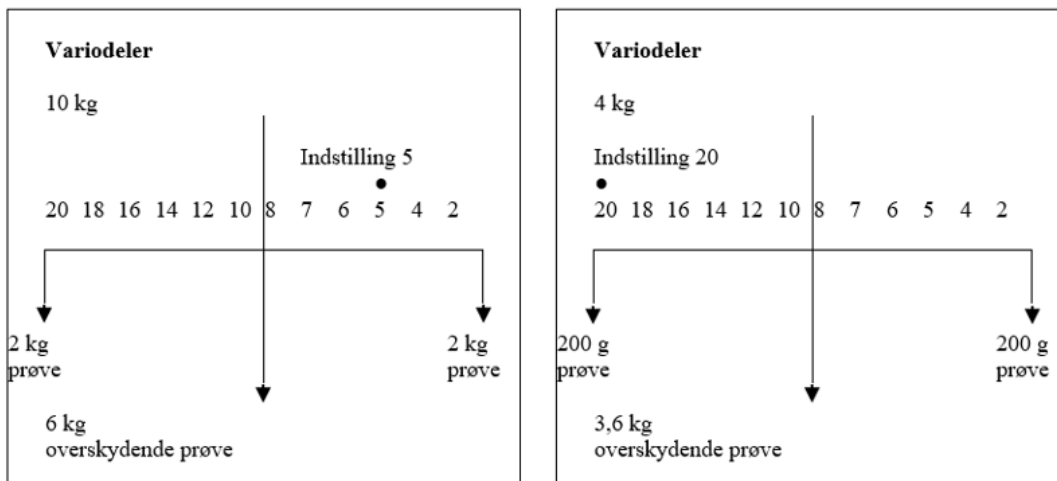 Variodeler
10 kg
Indstilling 5
20 18 16 14 12 10 8 7 6 5 4 2
2 kg
prøve
2 kg
prøve
6 kg
overskydende prøve
Variodeler
4 kg
Indstilling 20
20 18 16 14 12 10 8 7 6 5 4 2
200 g
prøve
200 g
prøve
3,6 kg
overskydende prøve